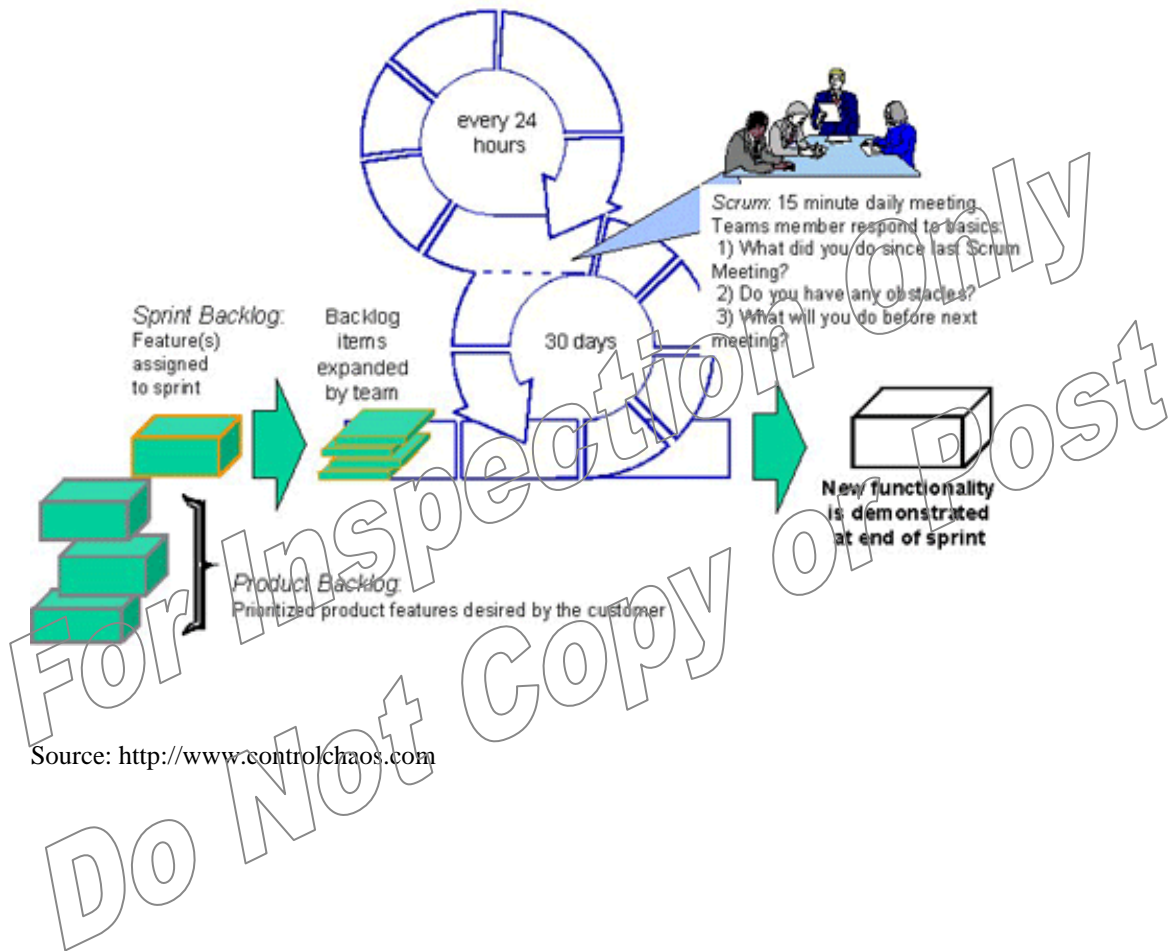 every 24
hours
Scrum: 15 minute daily meeting.
Teams member respond to basics:
1) What did you do since last Scrum
Meeting?
2) Do you have any obstacles?
3) What will you do before next
meeting?
Sprint Backlog:
Feature(s)
assigned
to sprint
Backlog
items
expanded
by team
30 days
New functionality
is demonstrated
at end of sprint
Product Backlog:
Prioritized product features desired by the customer
Source: http://www.controlchaos.com
For Inspection only
Do Not Copy or Post